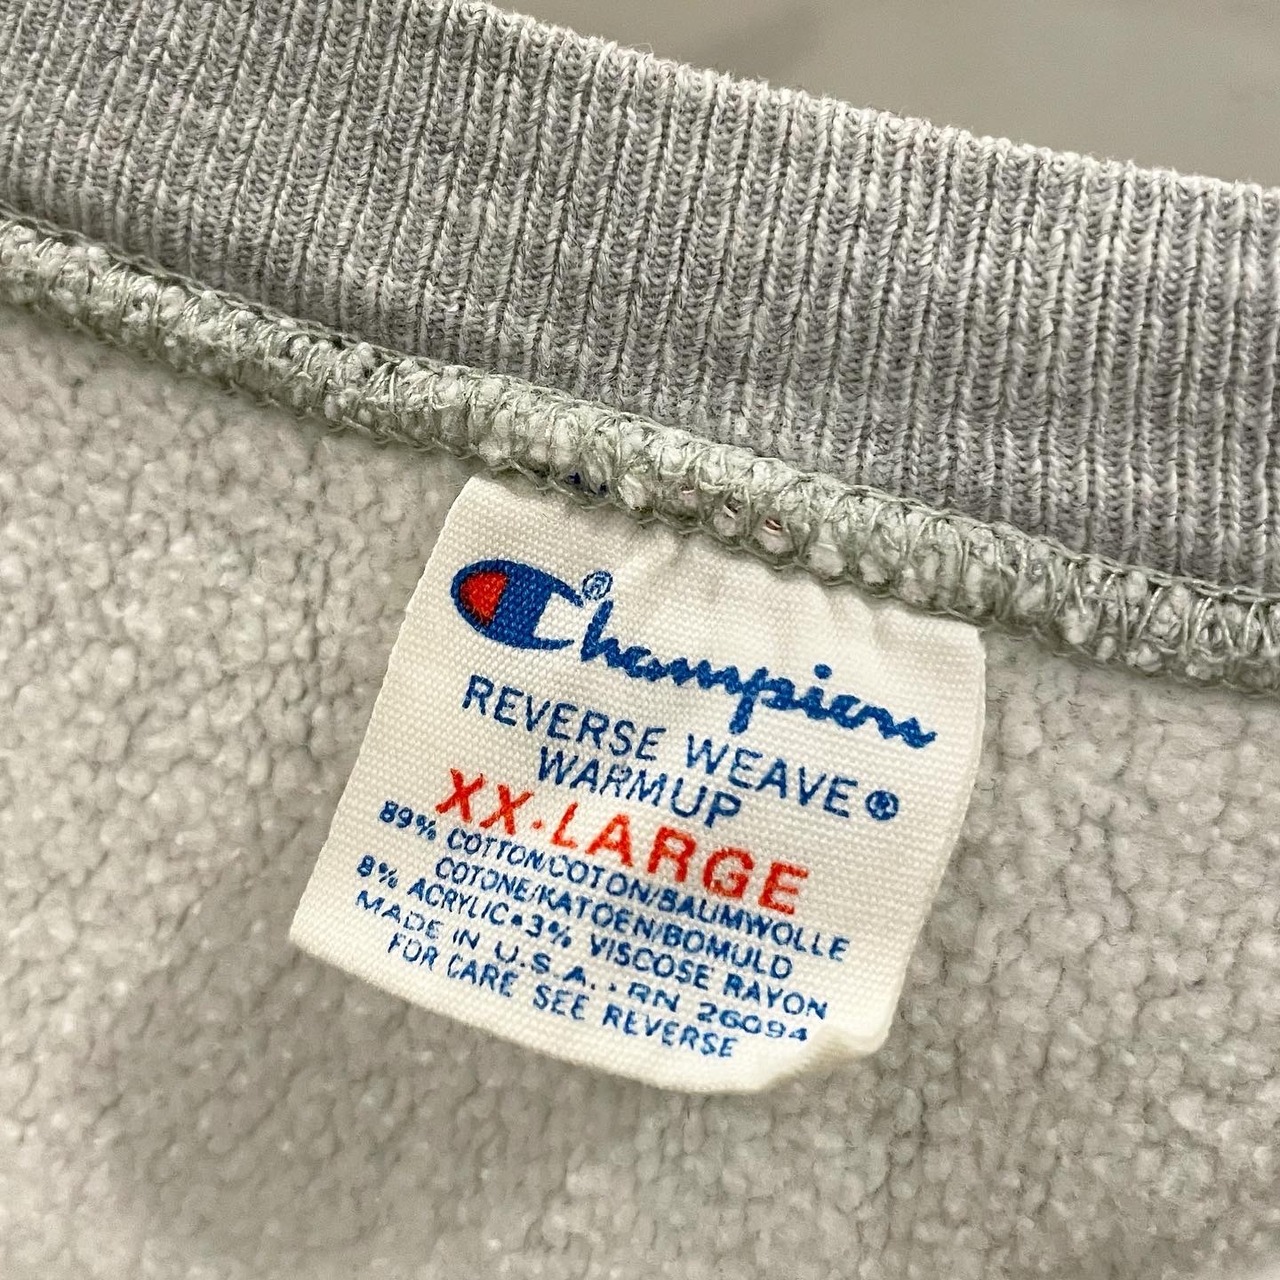 Champion®
REVERSE WEAVE®
WARMUP
XX-LARGE
89% COTTON/COTON/BAUMWOLLE
COTONE/KATOEN/BOMULD
8% ACRYLIC•3% VISCOSE RAYON
MADE IN U.S.A. • RN 26094
FOR CARE SEE REVERSE